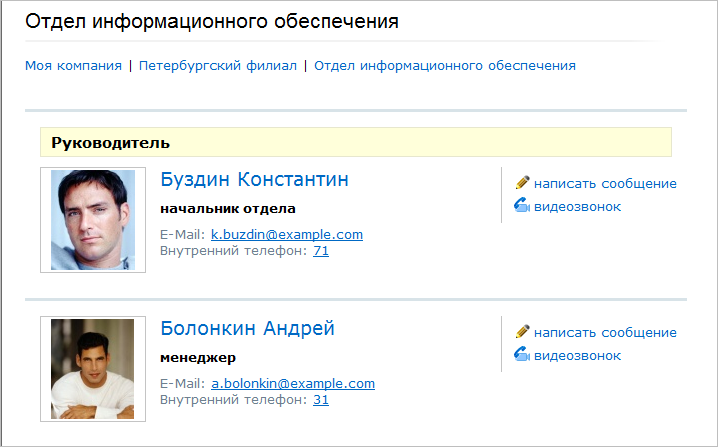 Отдел информационного обеспечения
Моя компания | Петербургский филиал | Отдел информационного обеспечения
Руководитель
Буздин Константин
начальник отдела
E-Mail: k.buzdin@example.com
Внутренний телефон: 71
написать сообщение
видеозвонок
Болонкин Андрей
менеджер
E-Mail: a.bolonkin@example.com
Внутренний телефон: 31
написать сообщение
видеозвонок